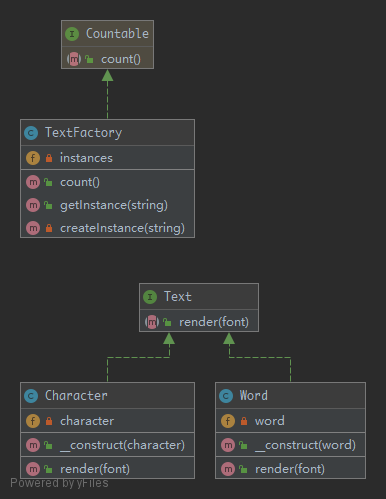 I Countable
m count()
C TextFactory
f instances
m count()
m getInstance(string)
m createInstance(string)
I Text
m render(font)
C Character
f character
m __construct(character)
m render(font)
C Word
f word
m __construct(word)
m render(font)
Powered by yFiles